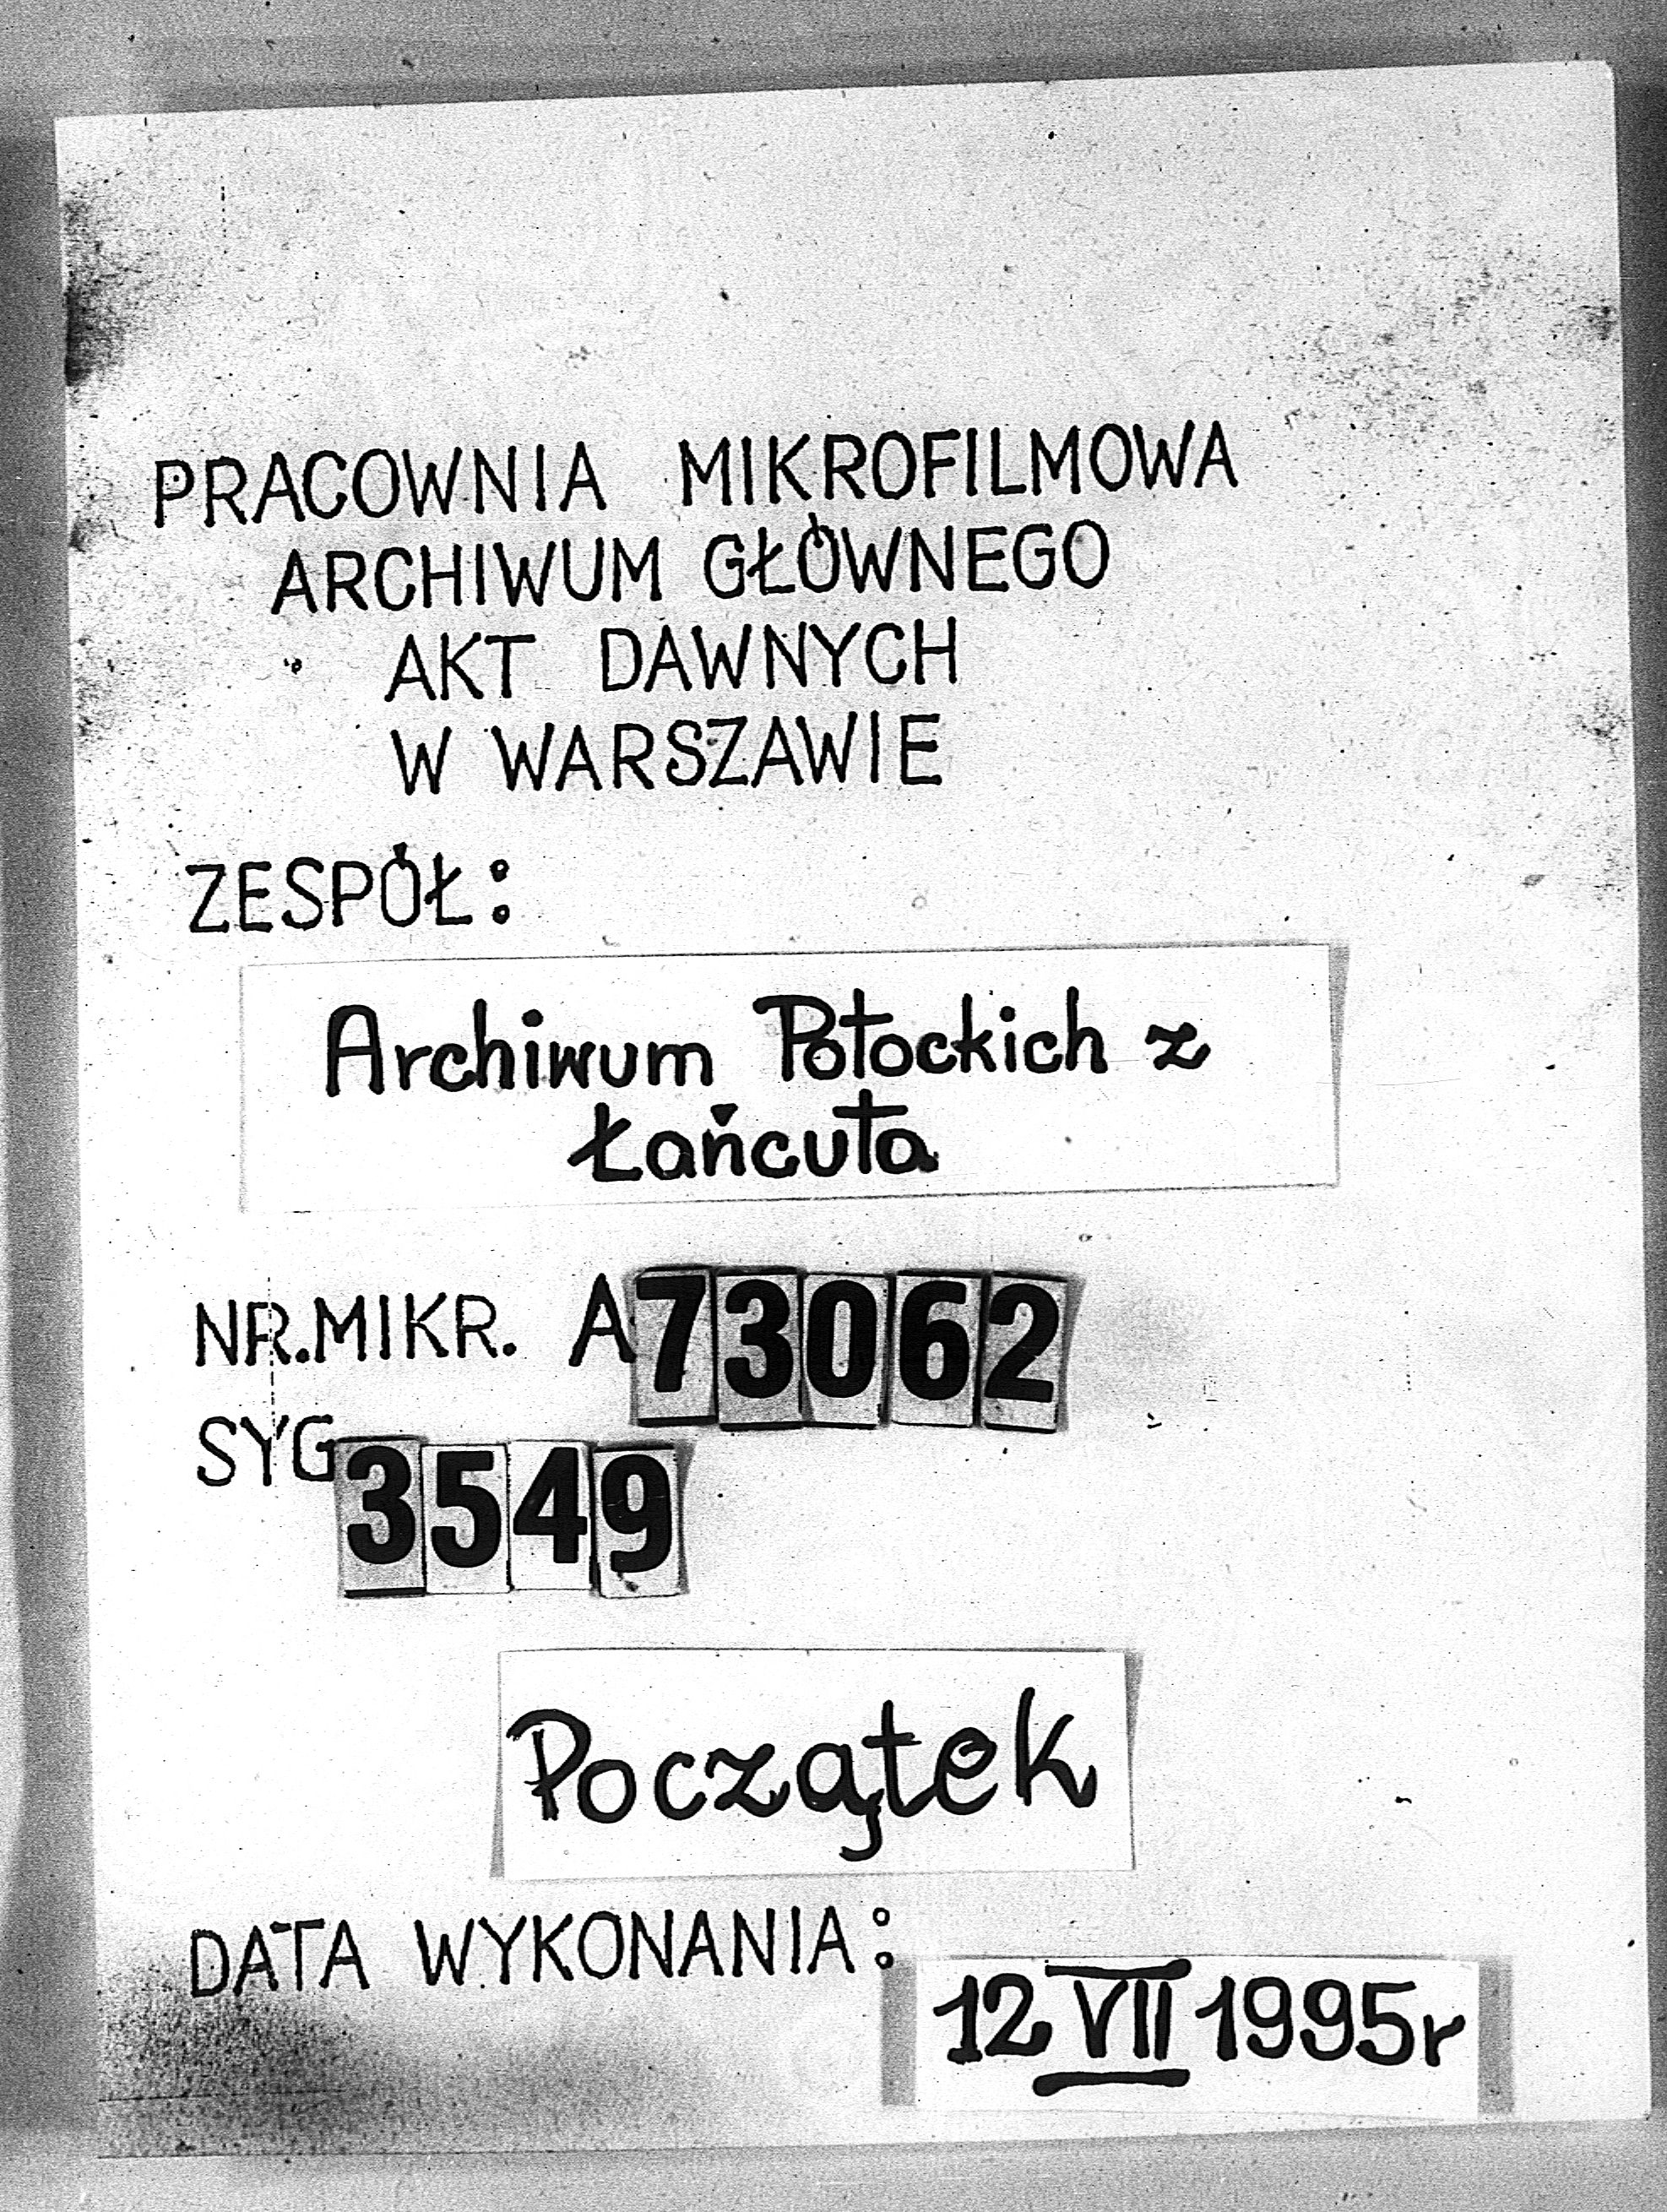 PRACOWNIA MIKROFILMOWA
ARCHIWUM GŁÓWNEGO
AKT DAWNYCH
W WARSZAWIE
ZESPÓŁ:
Archiwum Potockich z
Łańcuta
NR.MIKR. A73062
SYG 3549
Początek
DATA WYKONANIA:
12 VII 1995r